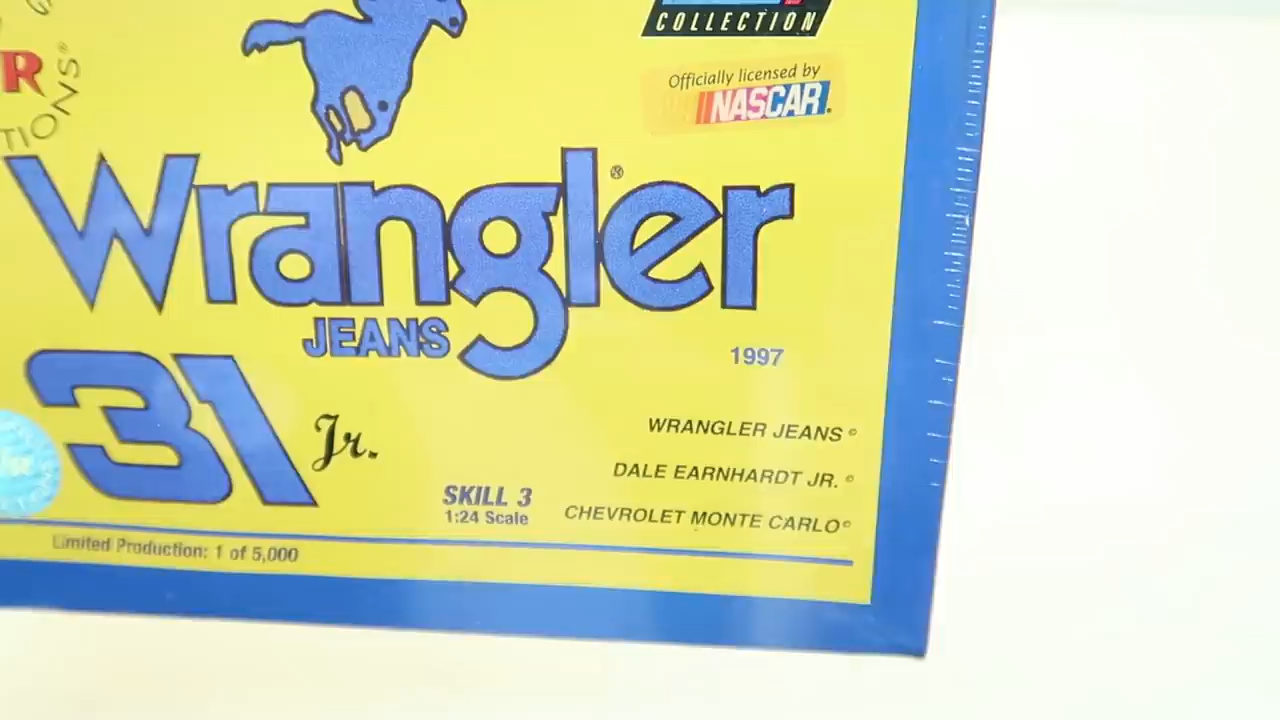 COLLECTION
Officially licensed by
NASCAR.
R
TIONS®
Wrangler®
JEANS
1997
31 Jr.
WRANGLER JEANS©
DALE EARNHARDT JR.©
CHEVROLET MONTE CARLO©
SKILL 3
1:24 Scale
Limited Production: 1 of 5,000